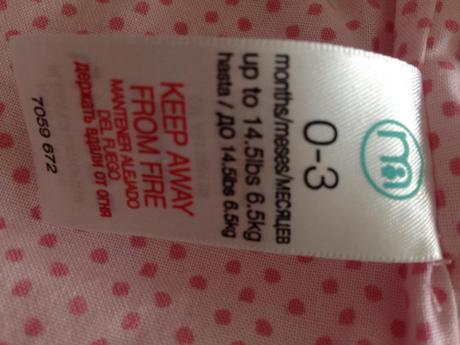 m
0-3
months/meses/МЕСЯЦЕВ
up to 14.5lbs 6.5kg
hasta / ДО 14.5lbs 6.5kg
KEEP AWAY
FROM FIRE
MANTENER ALEJADO
DEL FUEGO
держать вдали от огня
7059 672